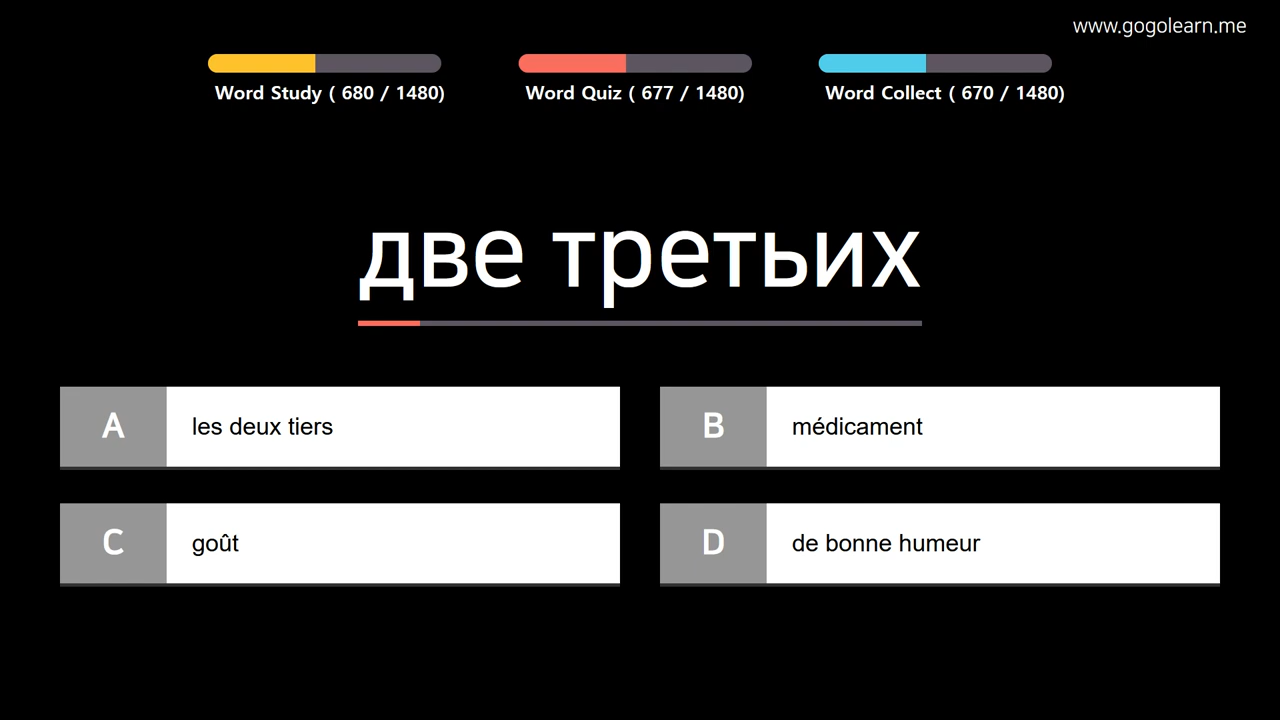 www.gogolearn.me
Word Study ( 680 / 1480)
Word Quiz ( 677 / 1480)
Word Collect ( 670 / 1480)
две третьих
A
les deux tiers
B
médicament
C
goût
D
de bonne humeur